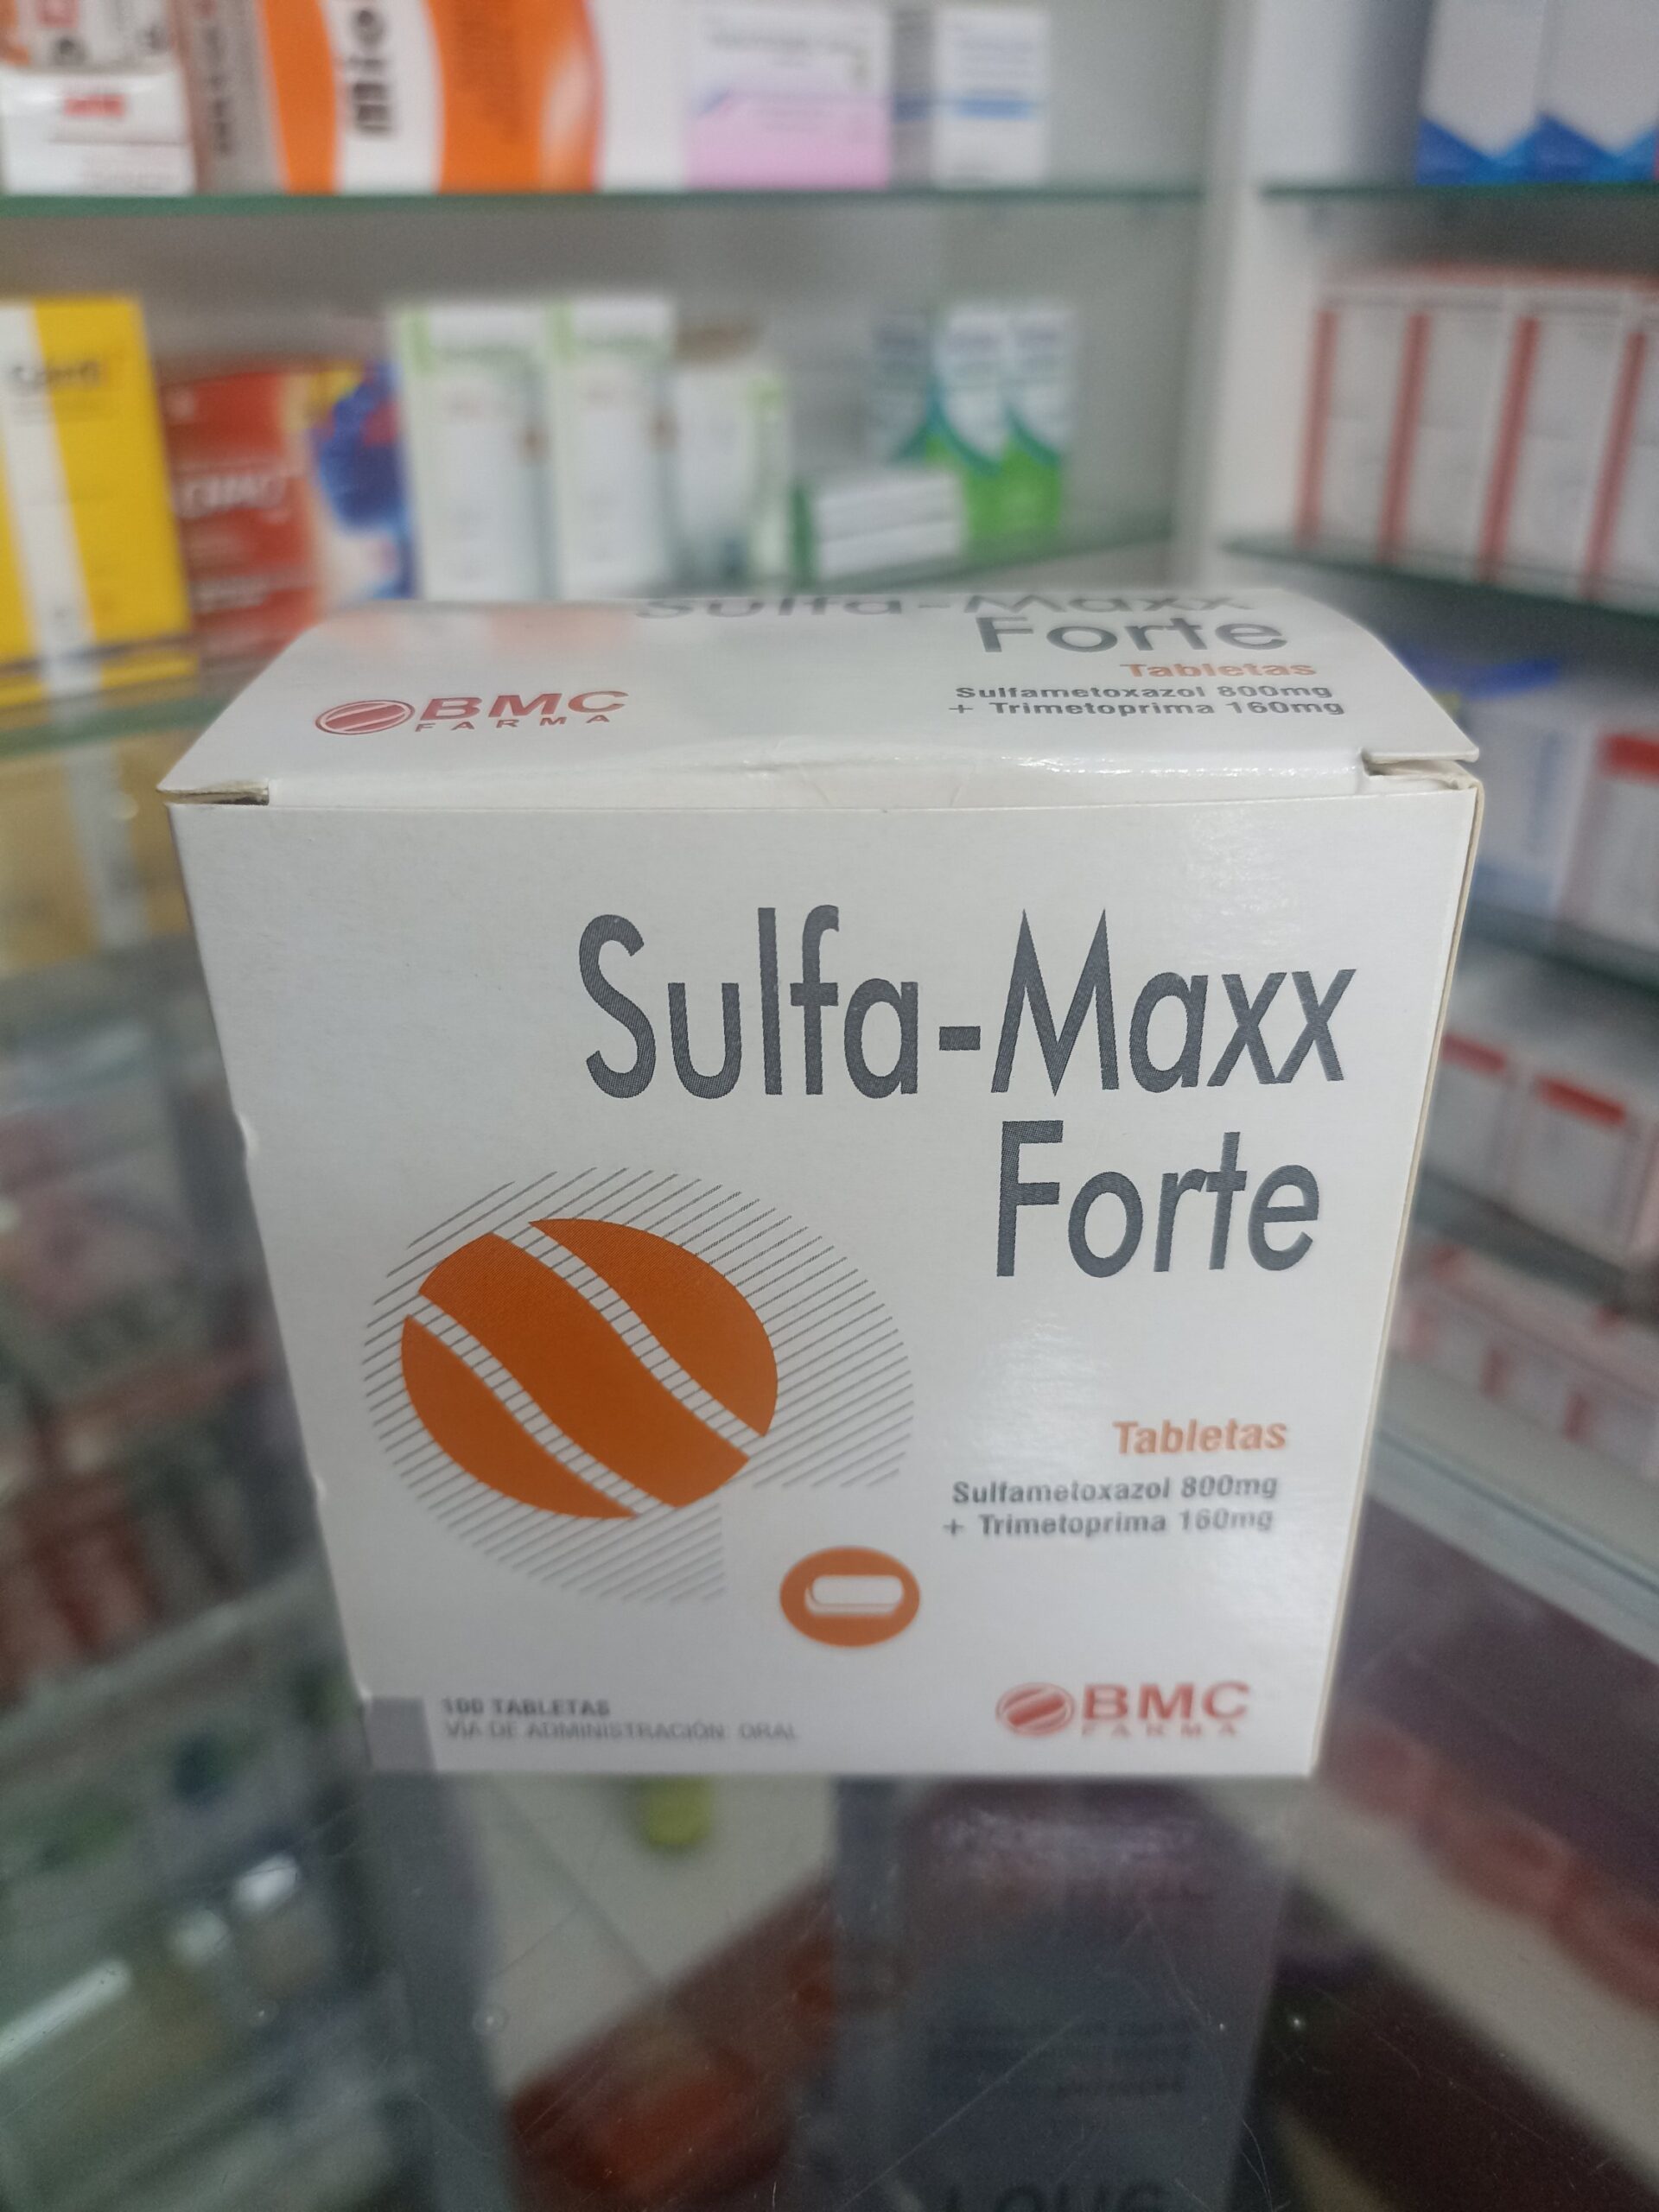 Sulfa-Maxx
Forte
Tabletas
Sulfametoxazol 800mg
+ Trimetoprima 160mg
BMC
FARMA
Sulfa-Maxx
Forte
Tabletas
Sulfametoxazol 800mg
+ Trimetoprima 160mg
100 TABLETAS
VÍA DE ADMINISTRACIÓN: ORAL
BMC
FARMA